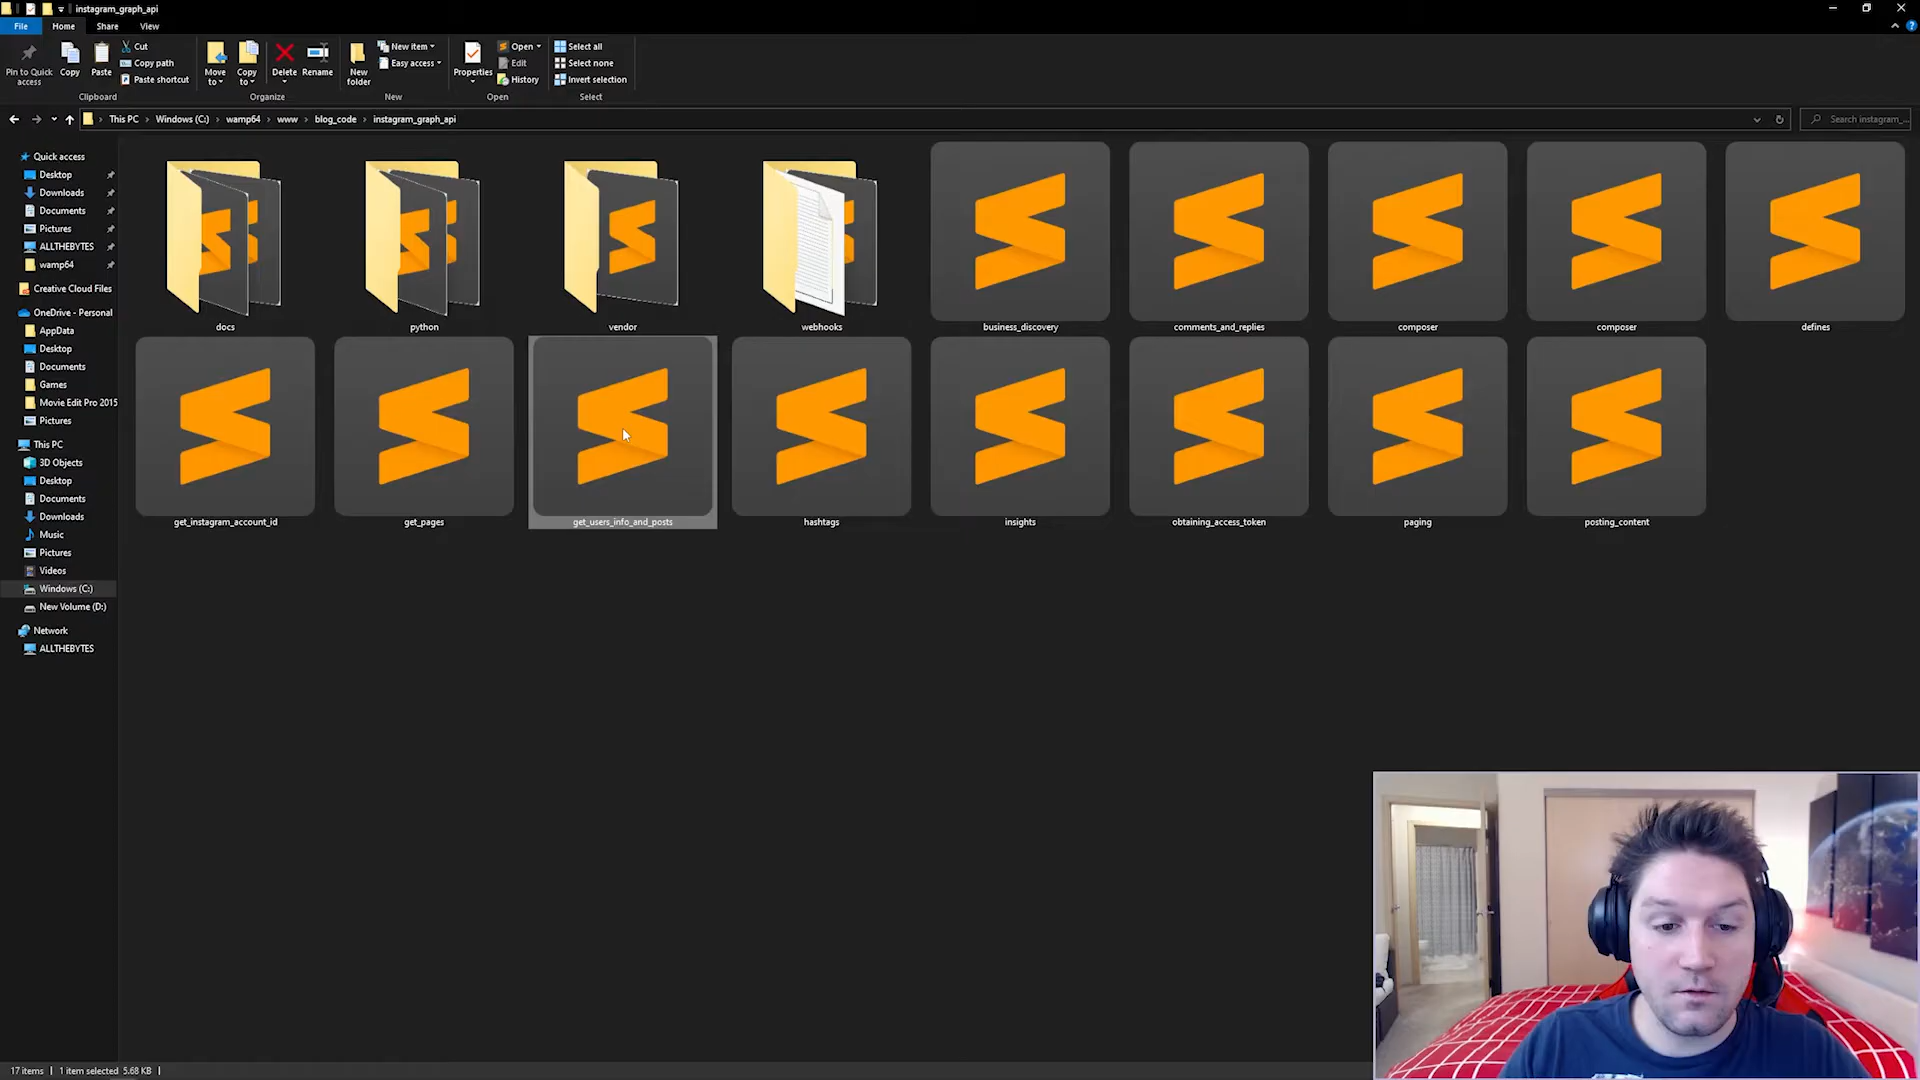 instagram_graph_api
File
Home
Share
View
Pin to Quick access
Copy
Paste
Cut
Copy path
Paste shortcut
Move to
Copy to
Delete
Rename
New folder
New item
Easy access
Properties
Open
Edit
History
Select all
Select none
Invert selection
Clipboard
Organize
New
Open
Select
This PC > Windows (C:) > wamp64 > www > blog_code > instagram_graph_api
Search instagram_...
Quick access
Desktop
Downloads
Documents
Pictures
ALLTHEBYTES
wamp64
Creative Cloud Files
OneDrive - Personal
AppData
Desktop
Documents
Games
Movie Edit Pro 2015
Pictures
This PC
3D Objects
Desktop
Documents
Downloads
Music
Pictures
Videos
Windows (C:)
New Volume (D:)
Network
ALLTHEBYTES
docs
python
vendor
webhooks
business_discovery
comments_and_replies
composer
composer
defines
get_instagram_account_id
get_pages
get_users_info_and_posts
hashtags
insights
obtaining_access_token
paging
posting_content
17 items
1 item selected 5.68 KB